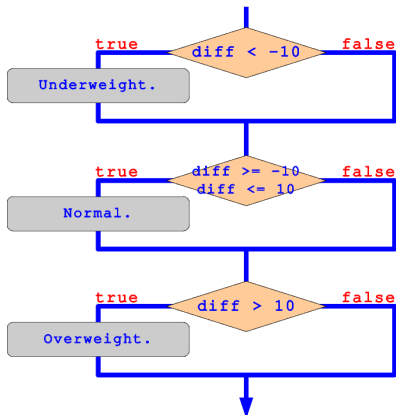 true
false
diff < -10
Underweight.
true
false
diff >= -10
diff <= 10
Normal.
true
false
diff > 10
Overweight.